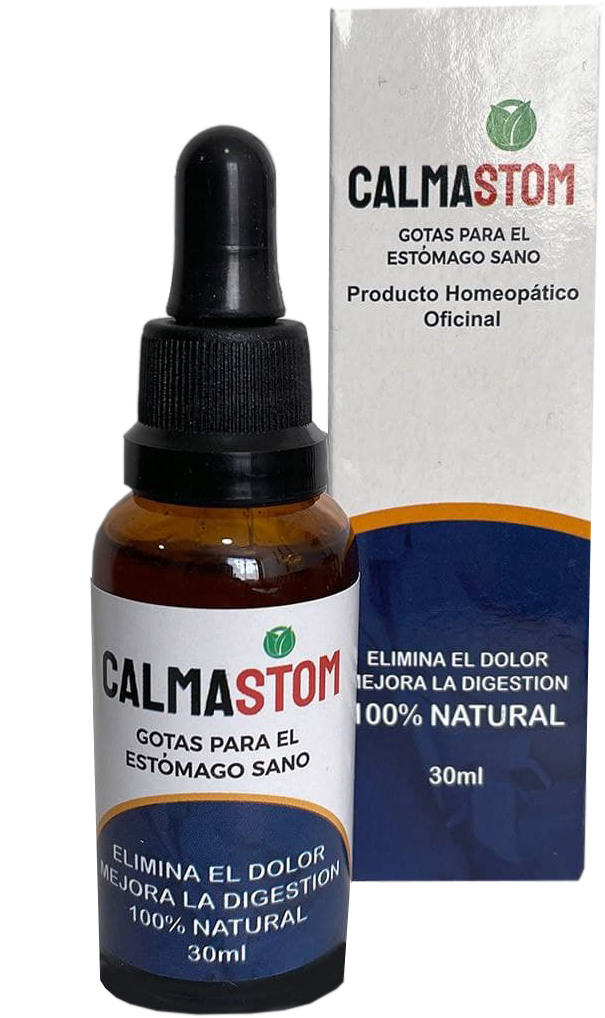 CALMASTOM
GOTAS PARA EL
ESTÓMAGO SANO
Producto Homeopático
Oficinal
ELIMINA EL DOLOR
MEJORA LA DIGESTION
100% NATURAL
30ml
CALMASTOM
GOTAS PARA EL
ESTÓMAGO SANO
ELIMINA EL DOLOR
MEJORA LA DIGESTION
100% NATURAL
30ml